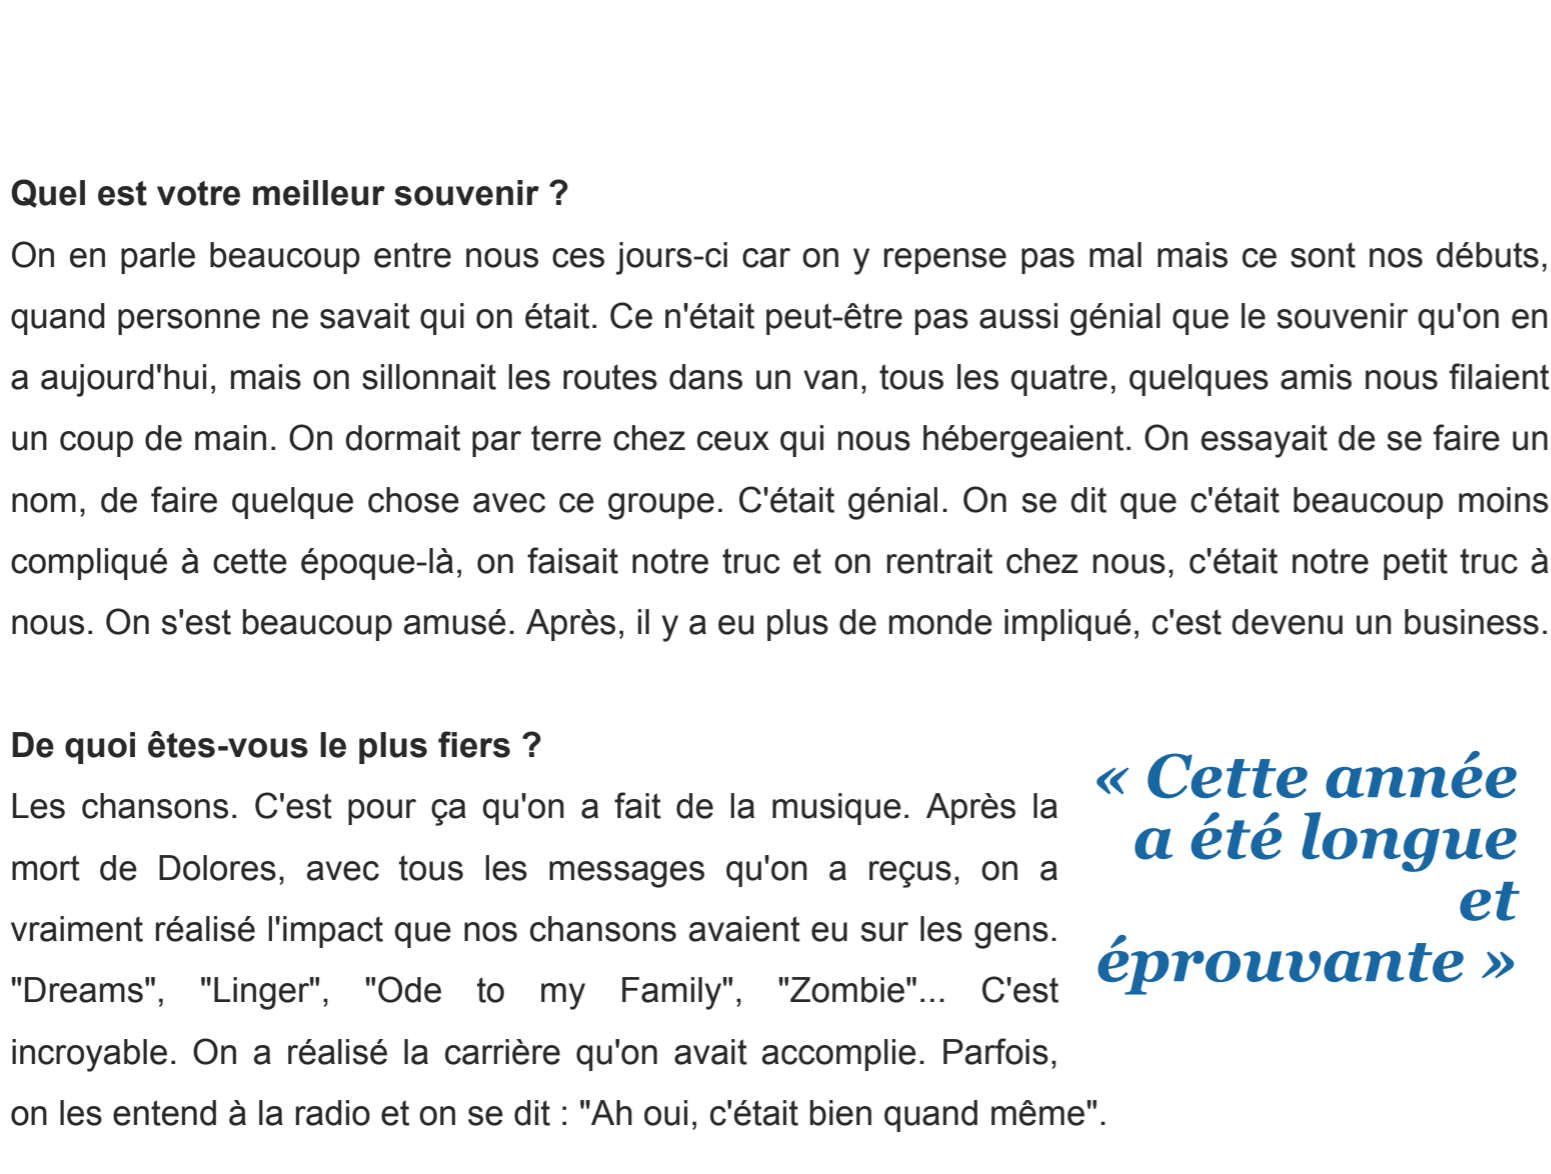 Quel est votre meilleur souvenir ?
On en parle beaucoup entre nous ces jours-ci car on y repense pas mal mais ce sont nos débuts,
quand personne ne savait qui on était. Ce n'était peut-être pas aussi génial que le souvenir qu'on en
a aujourd'hui, mais on sillonnait les routes dans un van, tous les quatre, quelques amis nous filaient
un coup de main. On dormait par terre chez ceux qui nous hébergeaient. On essayait de se faire un
nom, de faire quelque chose avec ce groupe. C'était génial. On se dit que c'était beaucoup moins
compliqué à cette époque-là, on faisait notre truc et on rentrait chez nous, c'était notre petit truc à
nous. On s'est beaucoup amusé. Après, il y a eu plus de monde impliqué, c'est devenu un business.
De quoi êtes-vous le plus fiers ?
Les chansons. C'est pour ça qu'on a fait de la musique. Après la
mort de Dolores, avec tous les messages qu'on a reçus, on a
vraiment réalisé l'impact que nos chansons avaient eu sur les gens.
"Dreams", "Linger", "Ode to my Family", "Zombie"... C'est
incroyable. On a réalisé la carrière qu'on avait accomplie. Parfois,
on les entend à la radio et on se dit : "Ah oui, c'était bien quand même".
« Cette année
a été longue
et
éprouvante »